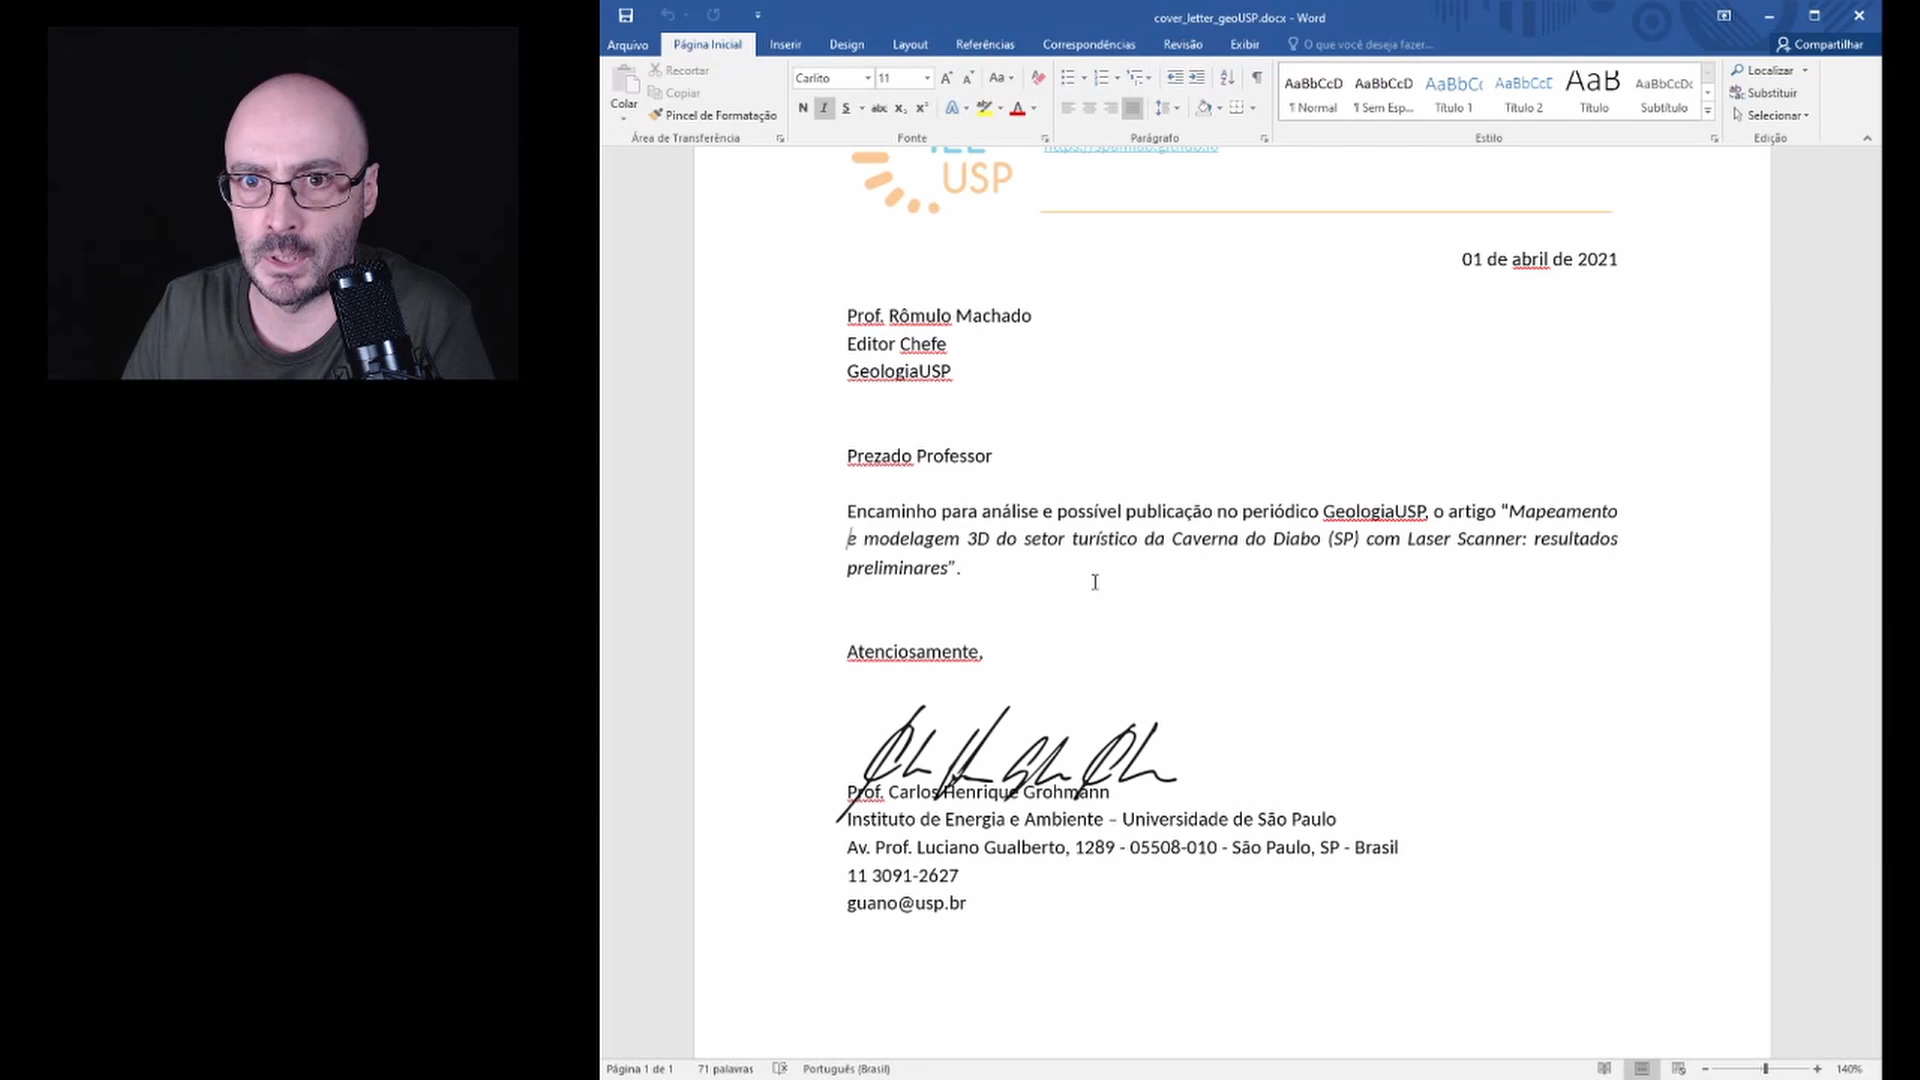 cover_letter_geoUSP.docx - Word
Arquivo Página Inicial Inserir Design Layout Referências Correspondências Revisão Exibir O que você deseja fazer... Compartilhar
Recortar
Copiar
Pincel de Formatação
Colar
Área de Transferência
Carlito 11
Aa
N I S abc x₂ x² A A
Fonte
Parágrafo
AaBbCcD AaBbCcD AaBbCc AaBbCcE AaB AaBbCcDc
¶ Normal ¶ Sem Esp... Título 1 Título 2 Título Subtítulo
Estilo
Localizar
Substituir
Selecionar
Edição
USP
01 de abril de 2021
Prof. Rômulo Machado
Editor Chefe
GeologiaUSP
Prezado Professor
Encaminho para análise e possível publicação no periódico GeologiaUSP, o artigo “Mapeamento
e modelagem 3D do setor turístico da Caverna do Diabo (SP) com Laser Scanner: resultados
preliminares”.
Atenciosamente,
Prof. Carlos Henrique Grohmann
Instituto de Energia e Ambiente – Universidade de São Paulo
Av. Prof. Luciano Gualberto, 1289 - 05508-010 - São Paulo, SP - Brasil
11 3091-2627
guano@usp.br
Página 1 de 1 71 palavras Português (Brasil) 140%